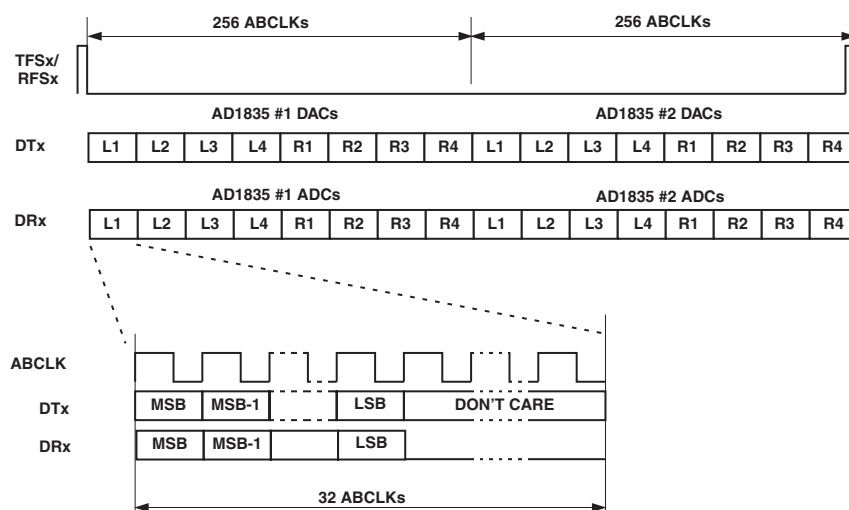 256 ABCLKs 256 ABCLKs
TFSx/
RFSx
AD1835 #1 DACs AD1835 #2 DACs
DTx L1 L2 L3 L4 R1 R2 R3 R4 L1 L2 L3 L4 R1 R2 R3 R4
AD1835 #1 ADCs AD1835 #2 ADCs
DRx L1 L2 L3 L4 R1 R2 R3 R4 L1 L2 L3 L4 R1 R2 R3 R4
ABCLK
DTx MSB MSB-1 LSB DON'T CARE
DRx MSB MSB-1 LSB
32 ABCLKs